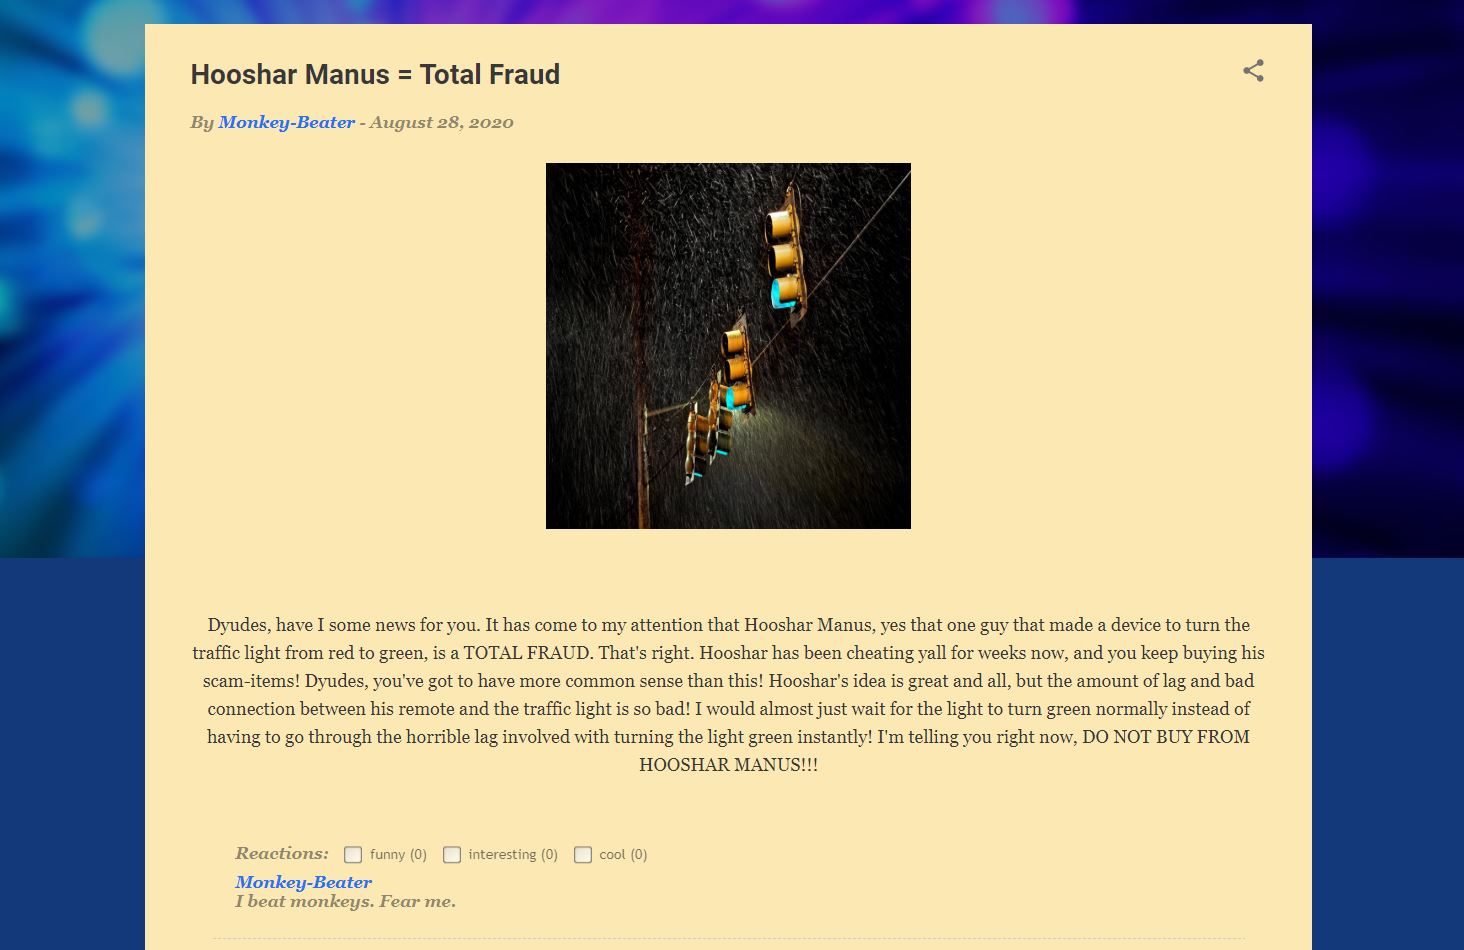 Hooshar Manus = Total Fraud
By Monkey-Beater - August 28, 2020
Dyudes, have I some news for you. It has come to my attention that Hooshar Manus, yes that one guy that made a device to turn the
traffic light from red to green, is a TOTAL FRAUD. That's right. Hooshar has been cheating yall for weeks now, and you keep buying his
scam-items! Dyudes, you've got to have more common sense than this! Hooshar's idea is great and all, but the amount of lag and bad
connection between his remote and the traffic light is so bad! I would almost just wait for the light to turn green normally instead of
having to go through the horrible lag involved with turning the light green instantly! I'm telling you right now, DO NOT BUY FROM
HOOSHAR MANUS!!!
Reactions: funny (0) interesting (0) cool (0)
Monkey-Beater
I beat monkeys. Fear me.